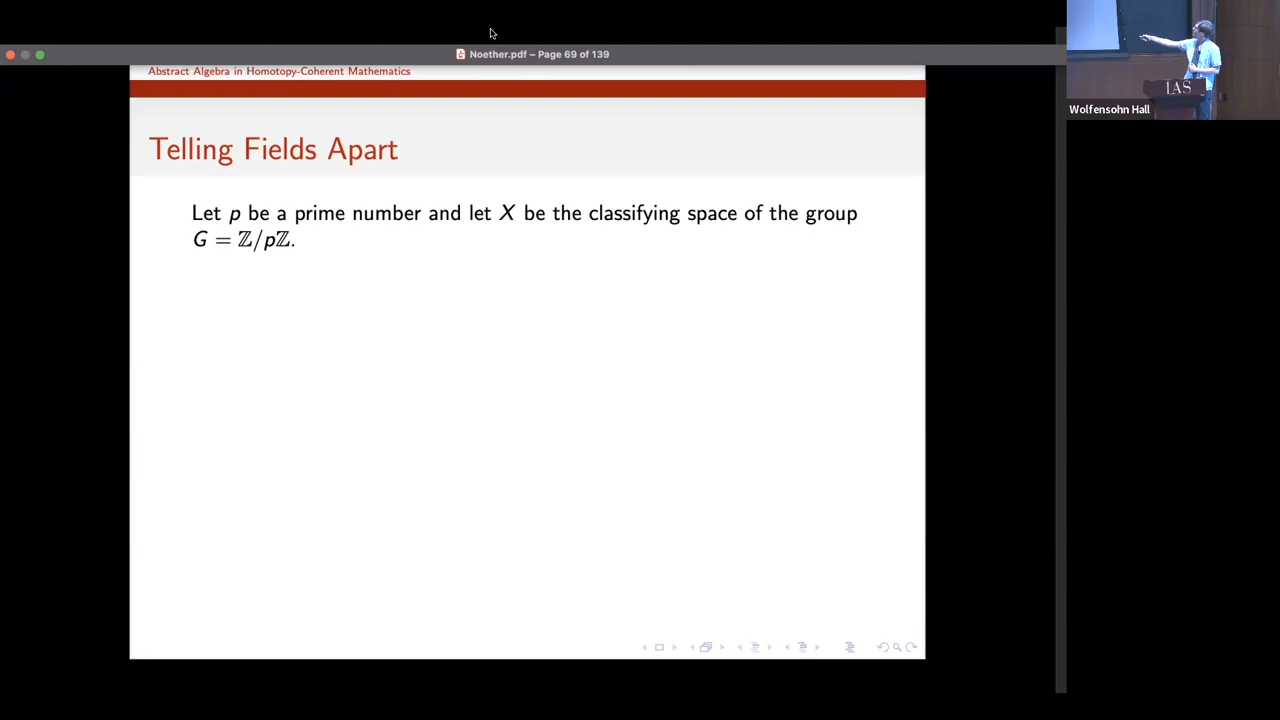 Noether.pdf – Page 69 of 139
Abstract Algebra in Homotopy-Coherent Mathematics
Telling Fields Apart
Let p be a prime number and let X be the classifying space of the group
G = ℤ/pℤ.
IAS
Wolfensohn Hall